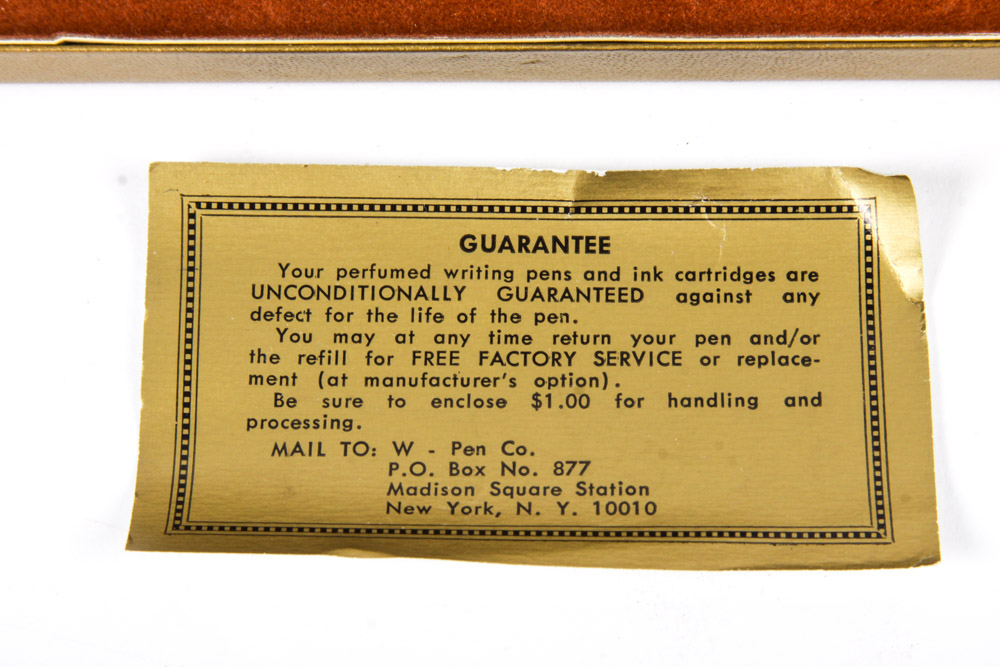 GUARANTEE
Your perfumed writing pens and ink cartridges are
UNCONDITIONALLY GUARANTEED against any
defect for the life of the pen.
You may at any time return your pen and/or
the refill for FREE FACTORY SERVICE or replace-
ment (at manufacturer's option).
Be sure to enclose $1.00 for handling and
processing.
MAIL TO: W - Pen Co.
P.O. Box No. 877
Madison Square Station
New York, N. Y. 10010